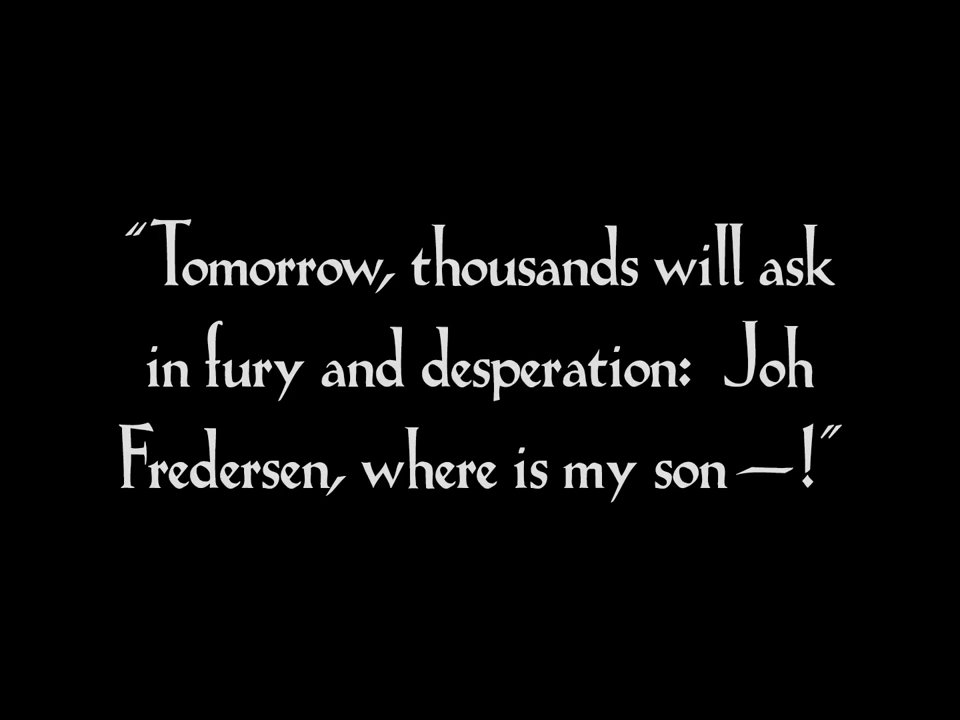 “Tomorrow, thousands will ask
in fury and desperation: Joh
Fredersen, where is my son—!”